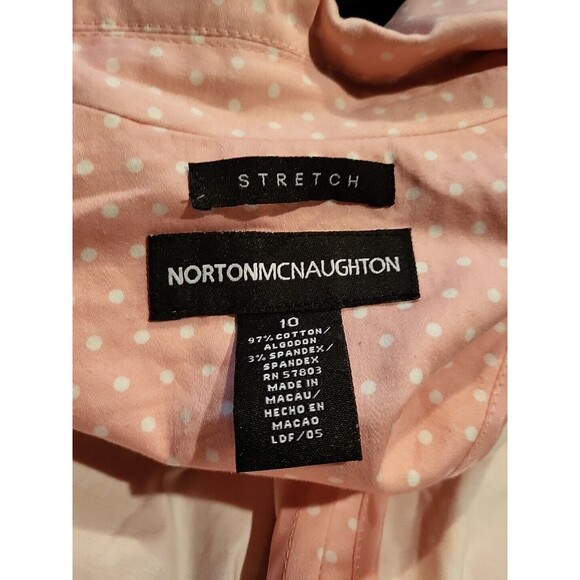 STRETCH
NORTONMCNAUGHTON
10
97% COTTON/
ALGODON
3% SPANDEX/
SPANDEX
RN 57803
MADE IN
MACAU/
HECHO EN
MACAO
LDF/05